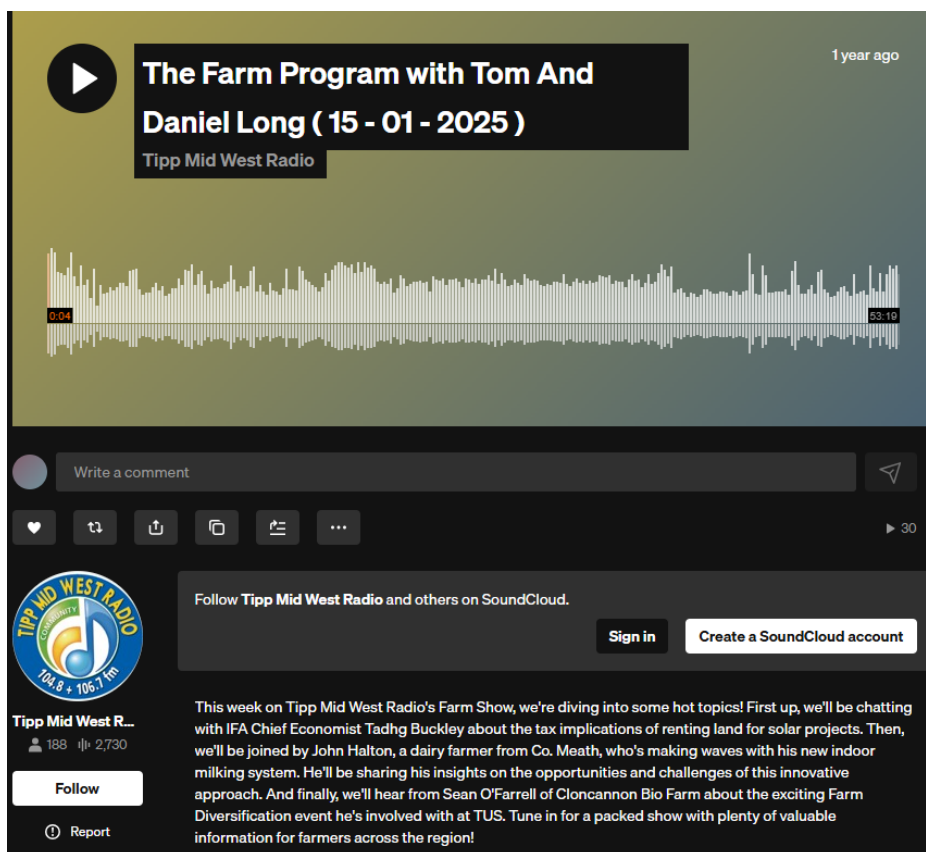 The Farm Program with Tom And
Daniel Long ( 15 - 01 - 2025 )
Tipp Mid West Radio
1 year ago
0:04
53:19
Write a comment
30
TIPP MID WEST RADIO
COMMUNITY
104.8 + 106.7 fm
Follow Tipp Mid West Radio and others on SoundCloud.
Sign in
Create a SoundCloud account
Tipp Mid West R...
188 2,730
Follow
Report
This week on Tipp Mid West Radio's Farm Show, we're diving into some hot topics! First up, we'll be chatting
with IFA Chief Economist Tadhg Buckley about the tax implications of renting land for solar projects. Then,
we'll be joined by John Halton, a dairy farmer from Co. Meath, who's making waves with his new indoor
milking system. He'll be sharing his insights on the opportunities and challenges of this innovative
approach. And finally, we'll hear from Sean O'Farrell of Cloncannon Bio Farm about the exciting Farm
Diversification event he's involved with at TUS. Tune in for a packed show with plenty of valuable
information for farmers across the region!